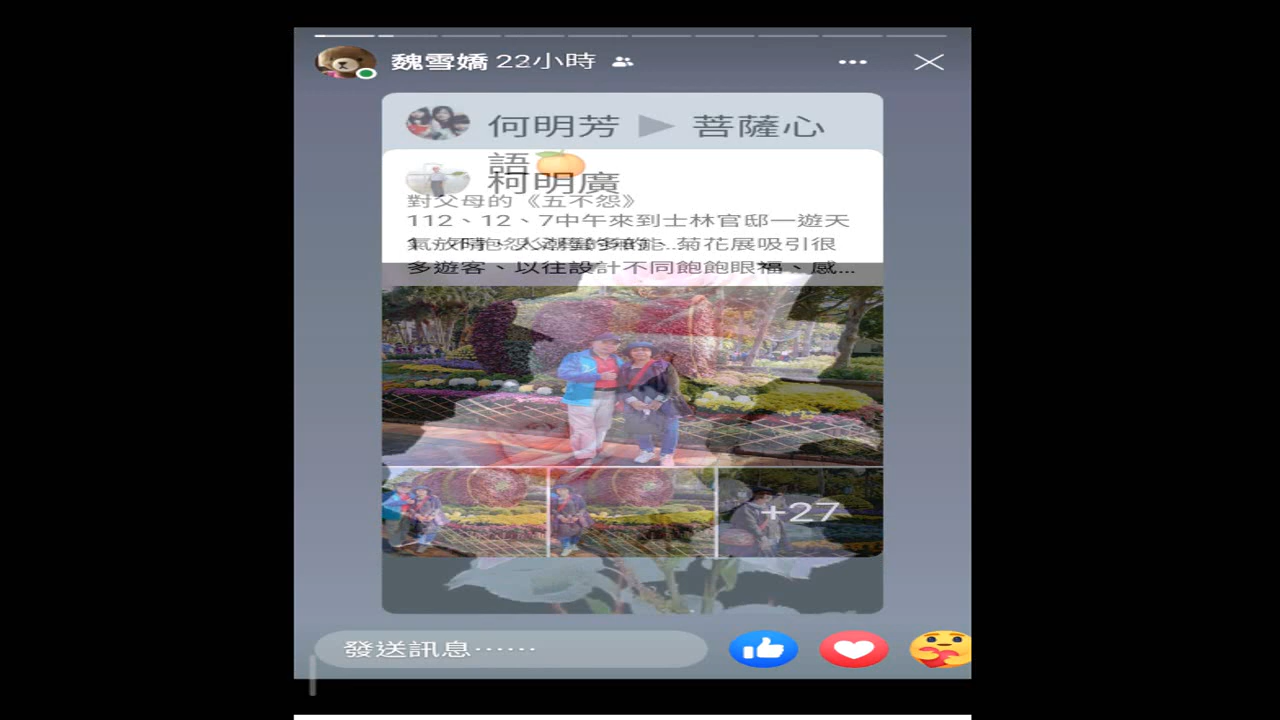 魏雪嬌 22小時
何明芳 ▶ 菩薩心
語🍊
柯明廣
對父母的《五不怨》
112、12、7中午來到士林官邸一遊天
菊花展吸引很
多遊客、以往設計不同飽飽眼福、感...
+27
發送訊息⋯⋯